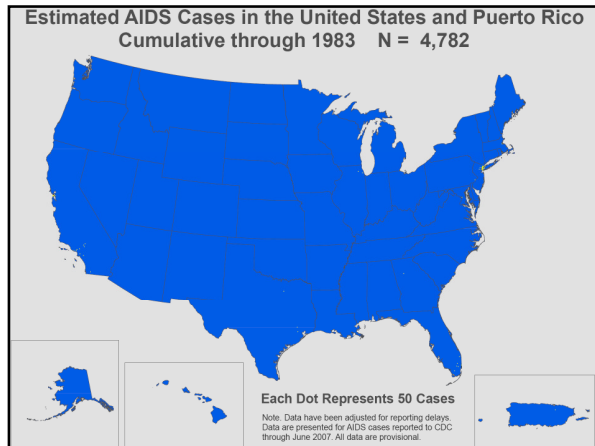 Estimated AIDS Cases in the United States and Puerto Rico
Cumulative through 1983 N = 4,782
Each Dot Represents 50 Cases
Note. Data have been adjusted for reporting delays.
Data are presented for AIDS cases reported to CDC
through June 2007. All data are provisional.